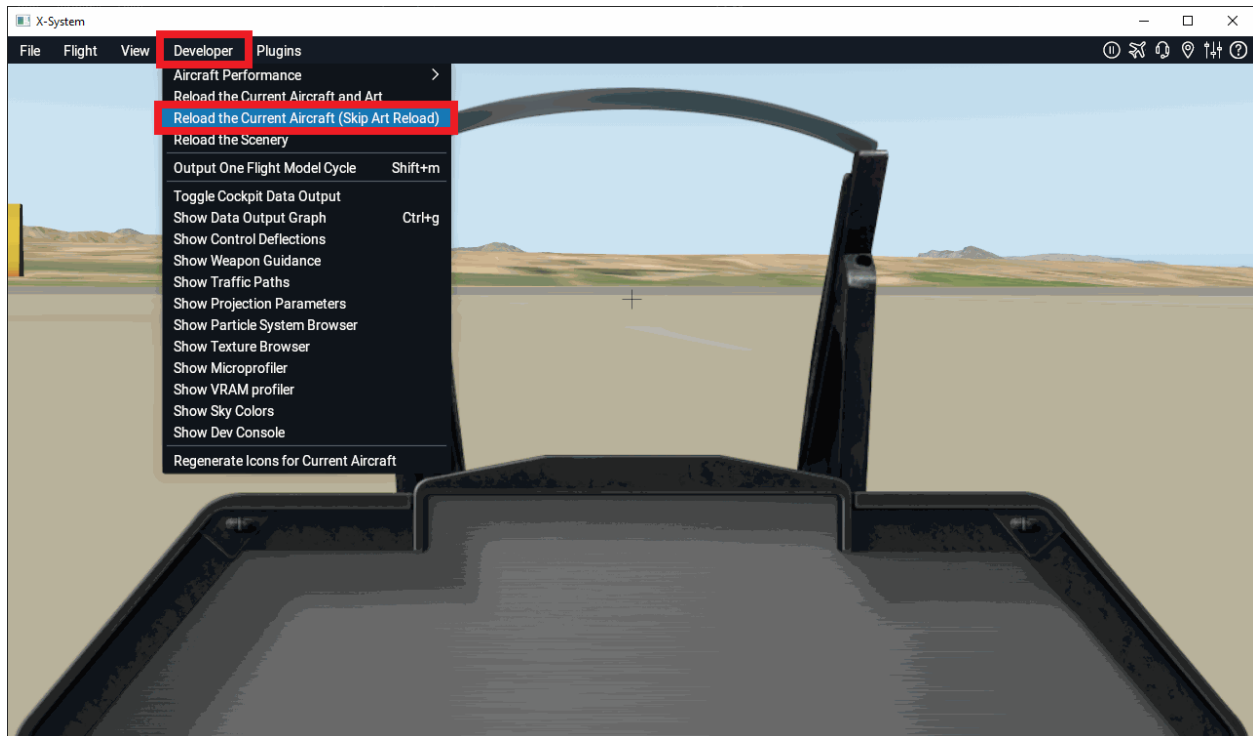 X-System
File Flight View Developer Plugins
Aircraft Performance
Reload the Current Aircraft and Art
Reload the Current Aircraft (Skip Art Reload)
Reload the Scenery
Output One Flight Model Cycle Shift+m
Toggle Cockpit Data Output
Show Data Output Graph Ctrl+g
Show Control Deflections
Show Weapon Guidance
Show Traffic Paths
Show Projection Parameters
Show Particle System Browser
Show Texture Browser
Show Microprofiler
Show VRAM profiler
Show Sky Colors
Show Dev Console
Regenerate Icons for Current Aircraft